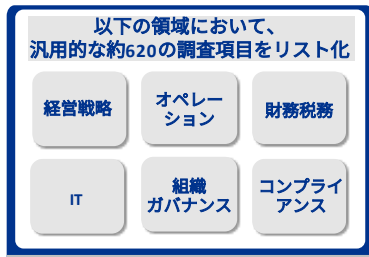 以下の領域において、
汎用的な約620の調査項目をリスト化
経営戦略
オペレー
ション
財務税務
IT
組織
ガバナンス
コンプライ
アンス